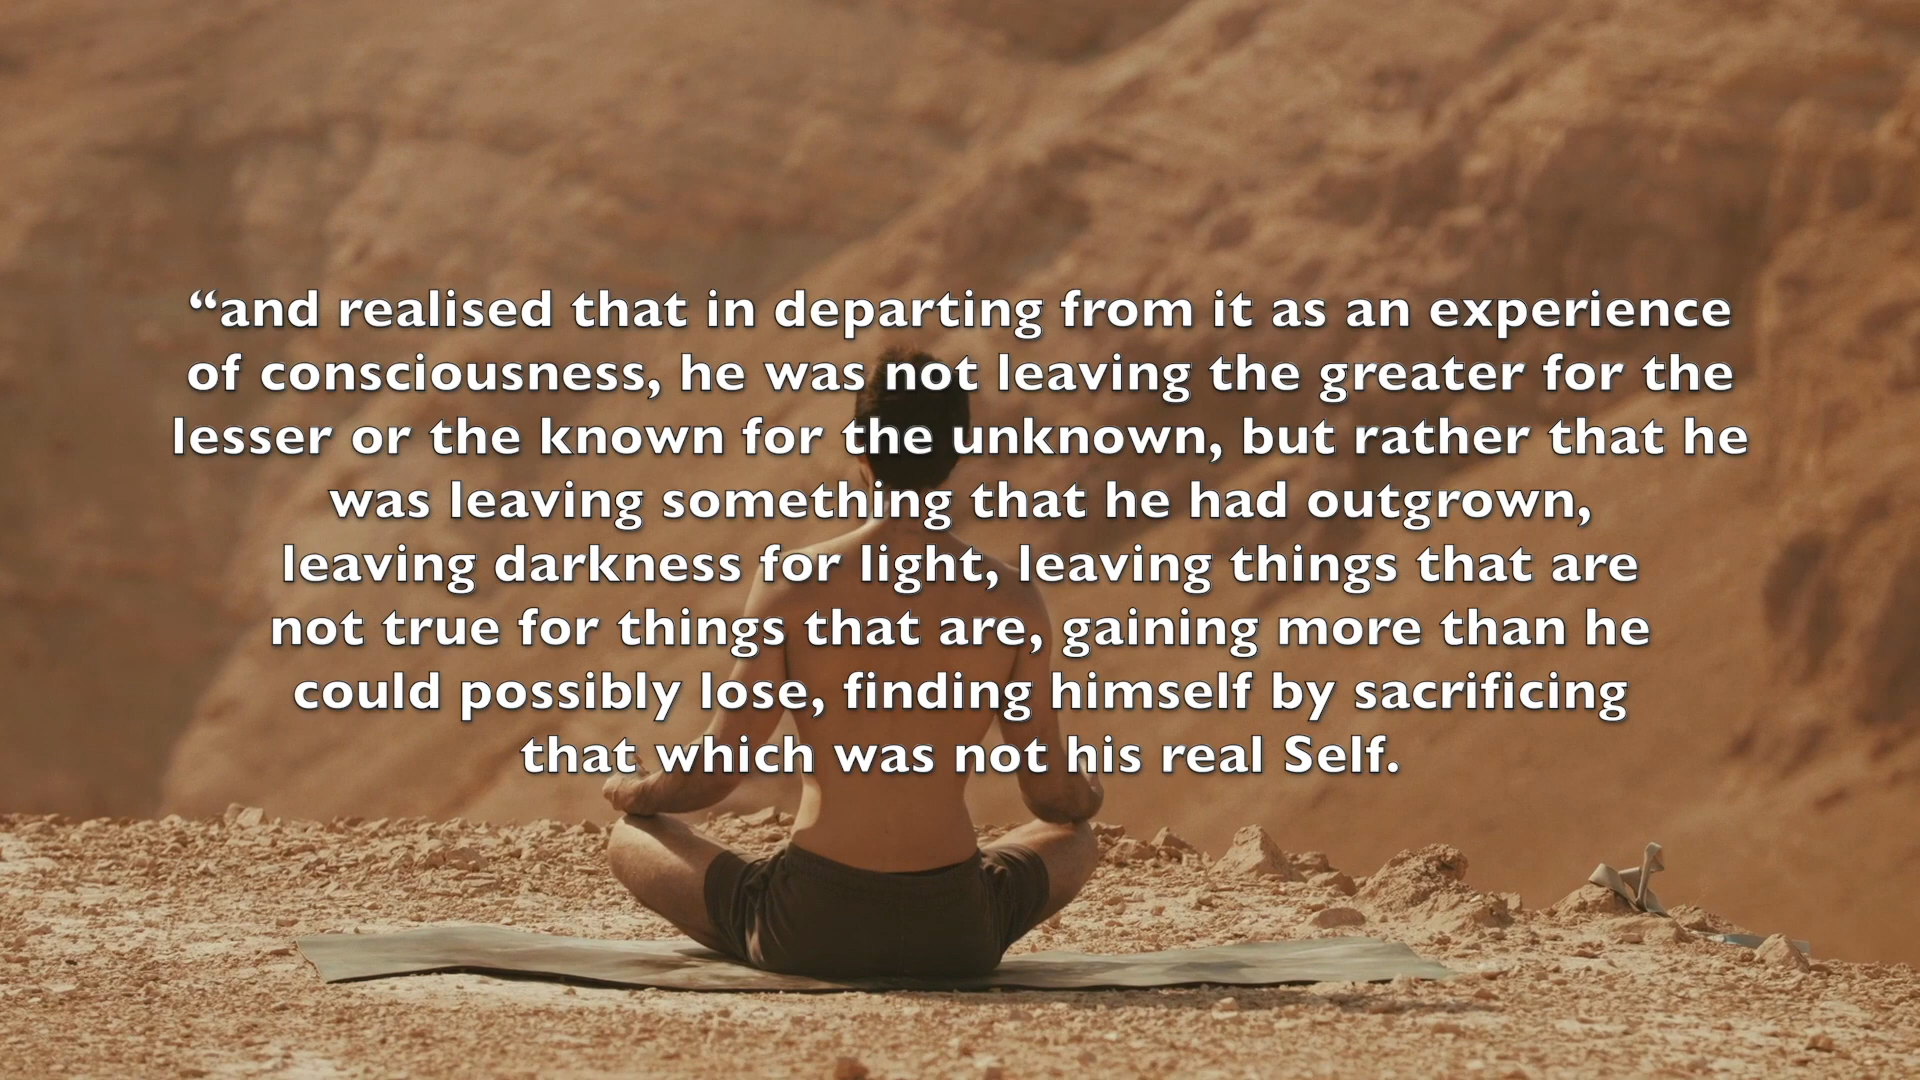 “and realised that in departing from it as an experience
of consciousness, he was not leaving the greater for the
lesser or the known for the unknown, but rather that he
was leaving something that he had outgrown,
leaving darkness for light, leaving things that are
not true for things that are, gaining more than he
could possibly lose, finding himself by sacrificing
that which was not his real Self.